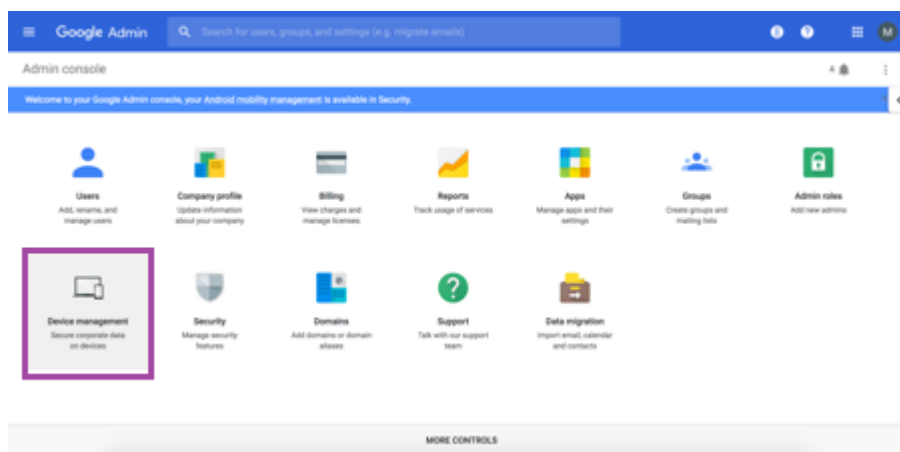 Google Admin
Search for users, groups, and settings (e.g. migrate emails)
M
Admin console
4
Welcome to your Google Admin console, your Android mobility management is available in Security.
Users
Add, rename, and
manage users
Company profile
Update information
about your company
Billing
View charges and
manage licenses
Reports
Track usage of services
Apps
Manage apps and their
settings
Groups
Create groups and
mailing lists
Admin roles
Add new admins
Device management
Secure corporate data
on devices
Security
Manage security
features
Domains
Add domains or domain
aliases
?
Support
Talk with our support
team
Data migration
Import email, calendar
and contacts
MORE CONTROLS